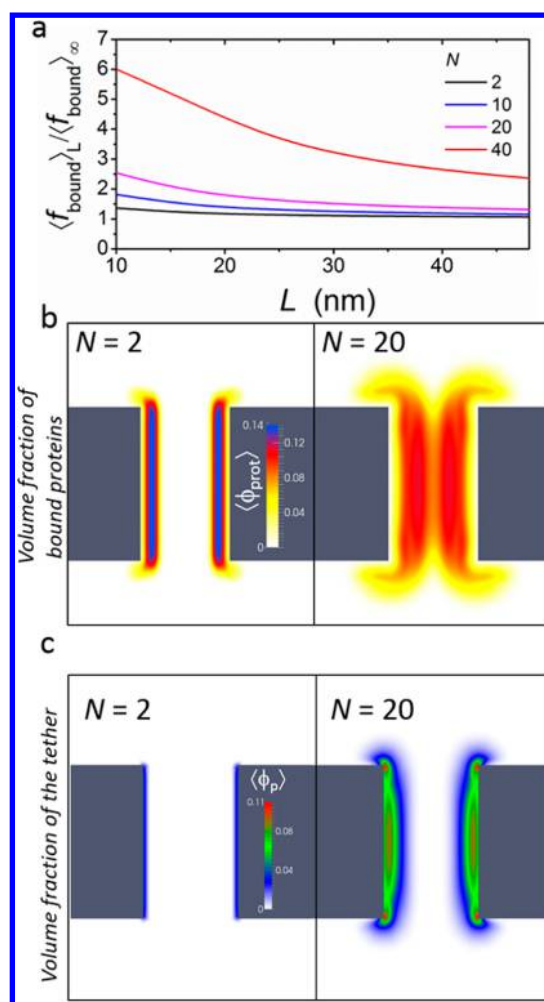 a
⟨f_bound⟩_L / ⟨f_bound⟩_∞
7
6
5
4
3
2
1
0
N
2
10
20
40
10
20
30
40
L (nm)
b
Volume fraction of
bound proteins
N = 2
N = 20
⟨ϕ_prot⟩
0.14
0.12
0.08
0.04
0
c
Volume fraction of the tether
N = 2
N = 20
⟨ϕ_p⟩
0.11
0.08
0.04
0